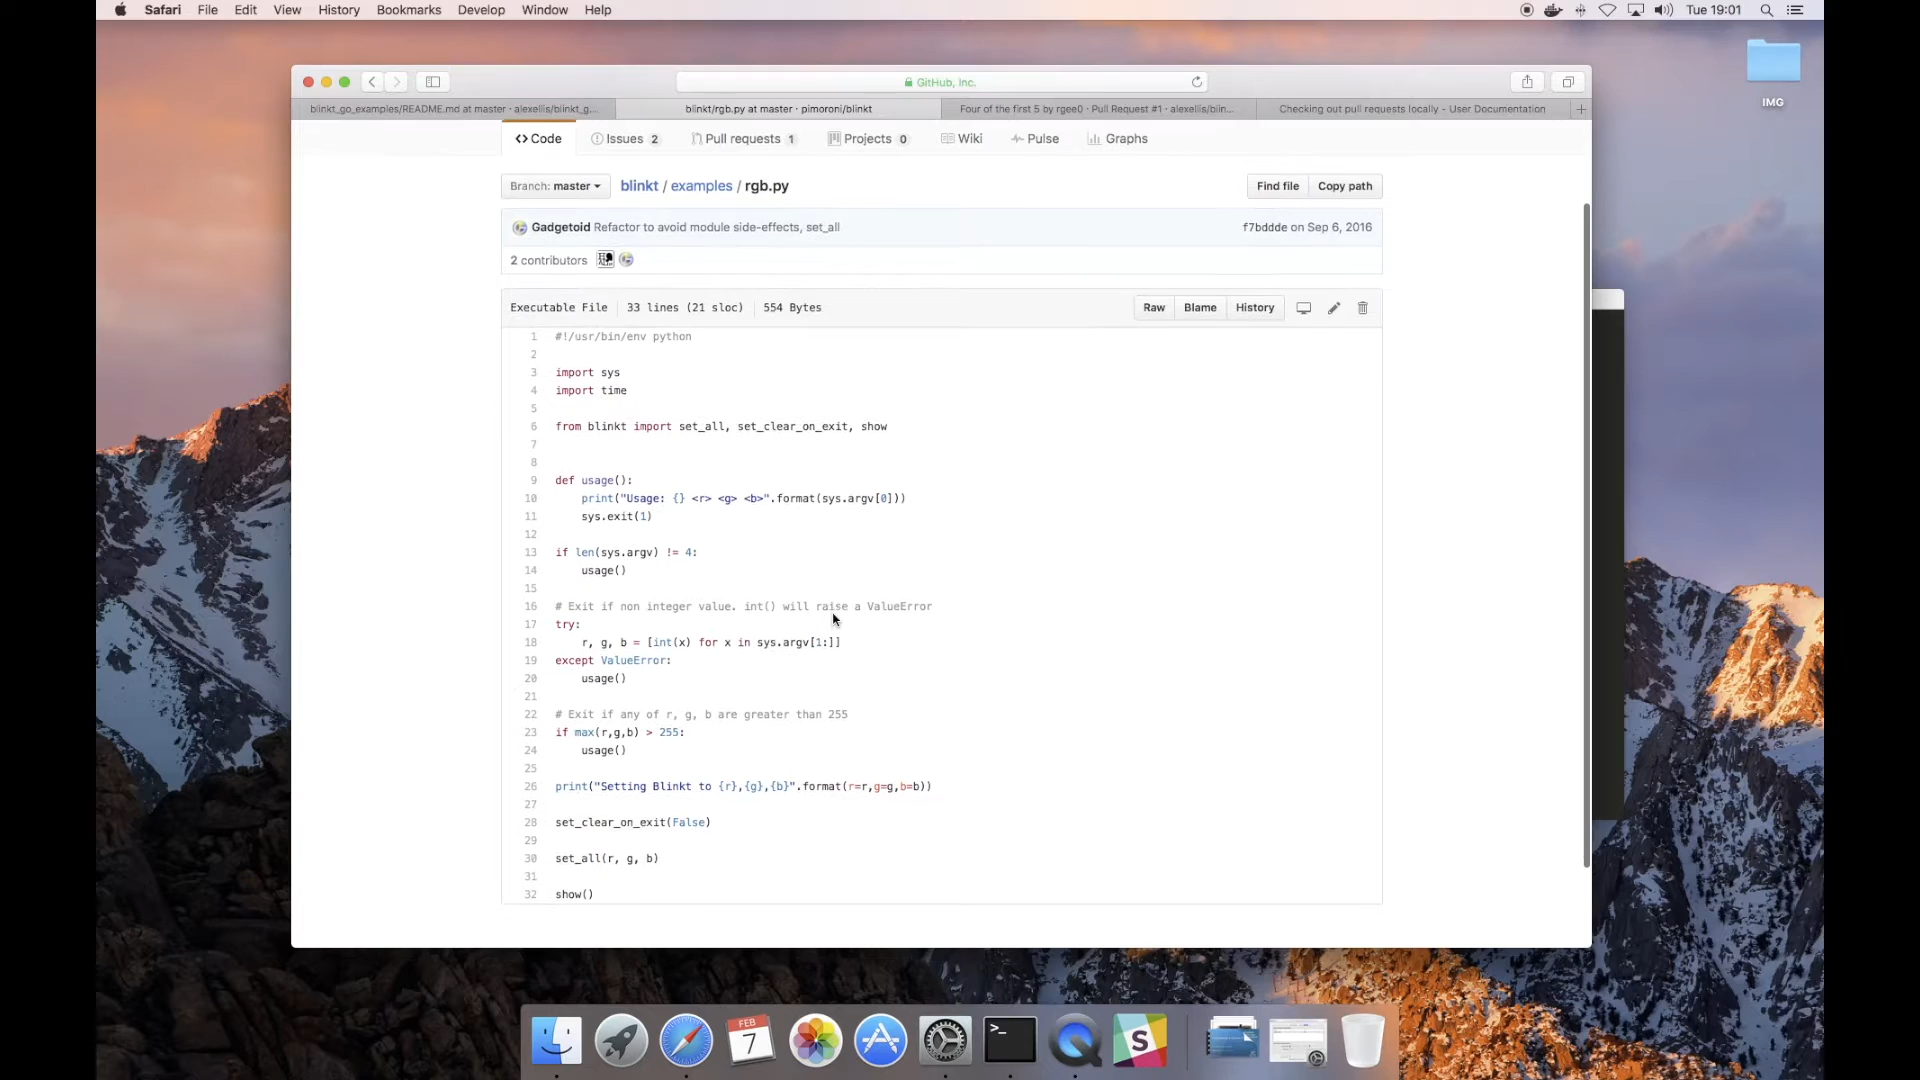 Safari File Edit View History Bookmarks Develop Window Help Tue 19:01
IMG
GitHub, Inc.
blinkt_go_examples/README.md at master · alexellis/blinkt_g...
blinkt/rgb.py at master · pimoroni/blinkt
Four of the first 5 by rgee0 · Pull Request #1 · alexellis/blin...
Checking out pull requests locally - User Documentation
Code Issues 2 Pull requests 1 Projects 0 Wiki Pulse Graphs
Branch: master blinkt / examples / rgb.py Find file Copy path
Gadgetoid Refactor to avoid module side-effects, set_all f7bddde on Sep 6, 2016
2 contributors
Executable File 33 lines (21 sloc) 554 Bytes Raw Blame History
1 #!/usr/bin/env python
2
3 import sys
4 import time
5
6 from blinkt import set_all, set_clear_on_exit, show
7
8
9 def usage():
10 print("Usage: {} <r> <g> <b>".format(sys.argv[0]))
11 sys.exit(1)
12
13 if len(sys.argv) != 4:
14 usage()
15
16 # Exit if non integer value. int() will raise a ValueError
17 try:
18 r, g, b = [int(x) for x in sys.argv[1:]]
19 except ValueError:
20 usage()
21
22 # Exit if any of r, g, b are greater than 255
23 if max(r,g,b) > 255:
24 usage()
25
26 print("Setting Blinkt to {r},{g},{b}".format(r=r,g=g,b=b))
27
28 set_clear_on_exit(False)
29
30 set_all(r, g, b)
31
32 show()
FEB
7
>_
S